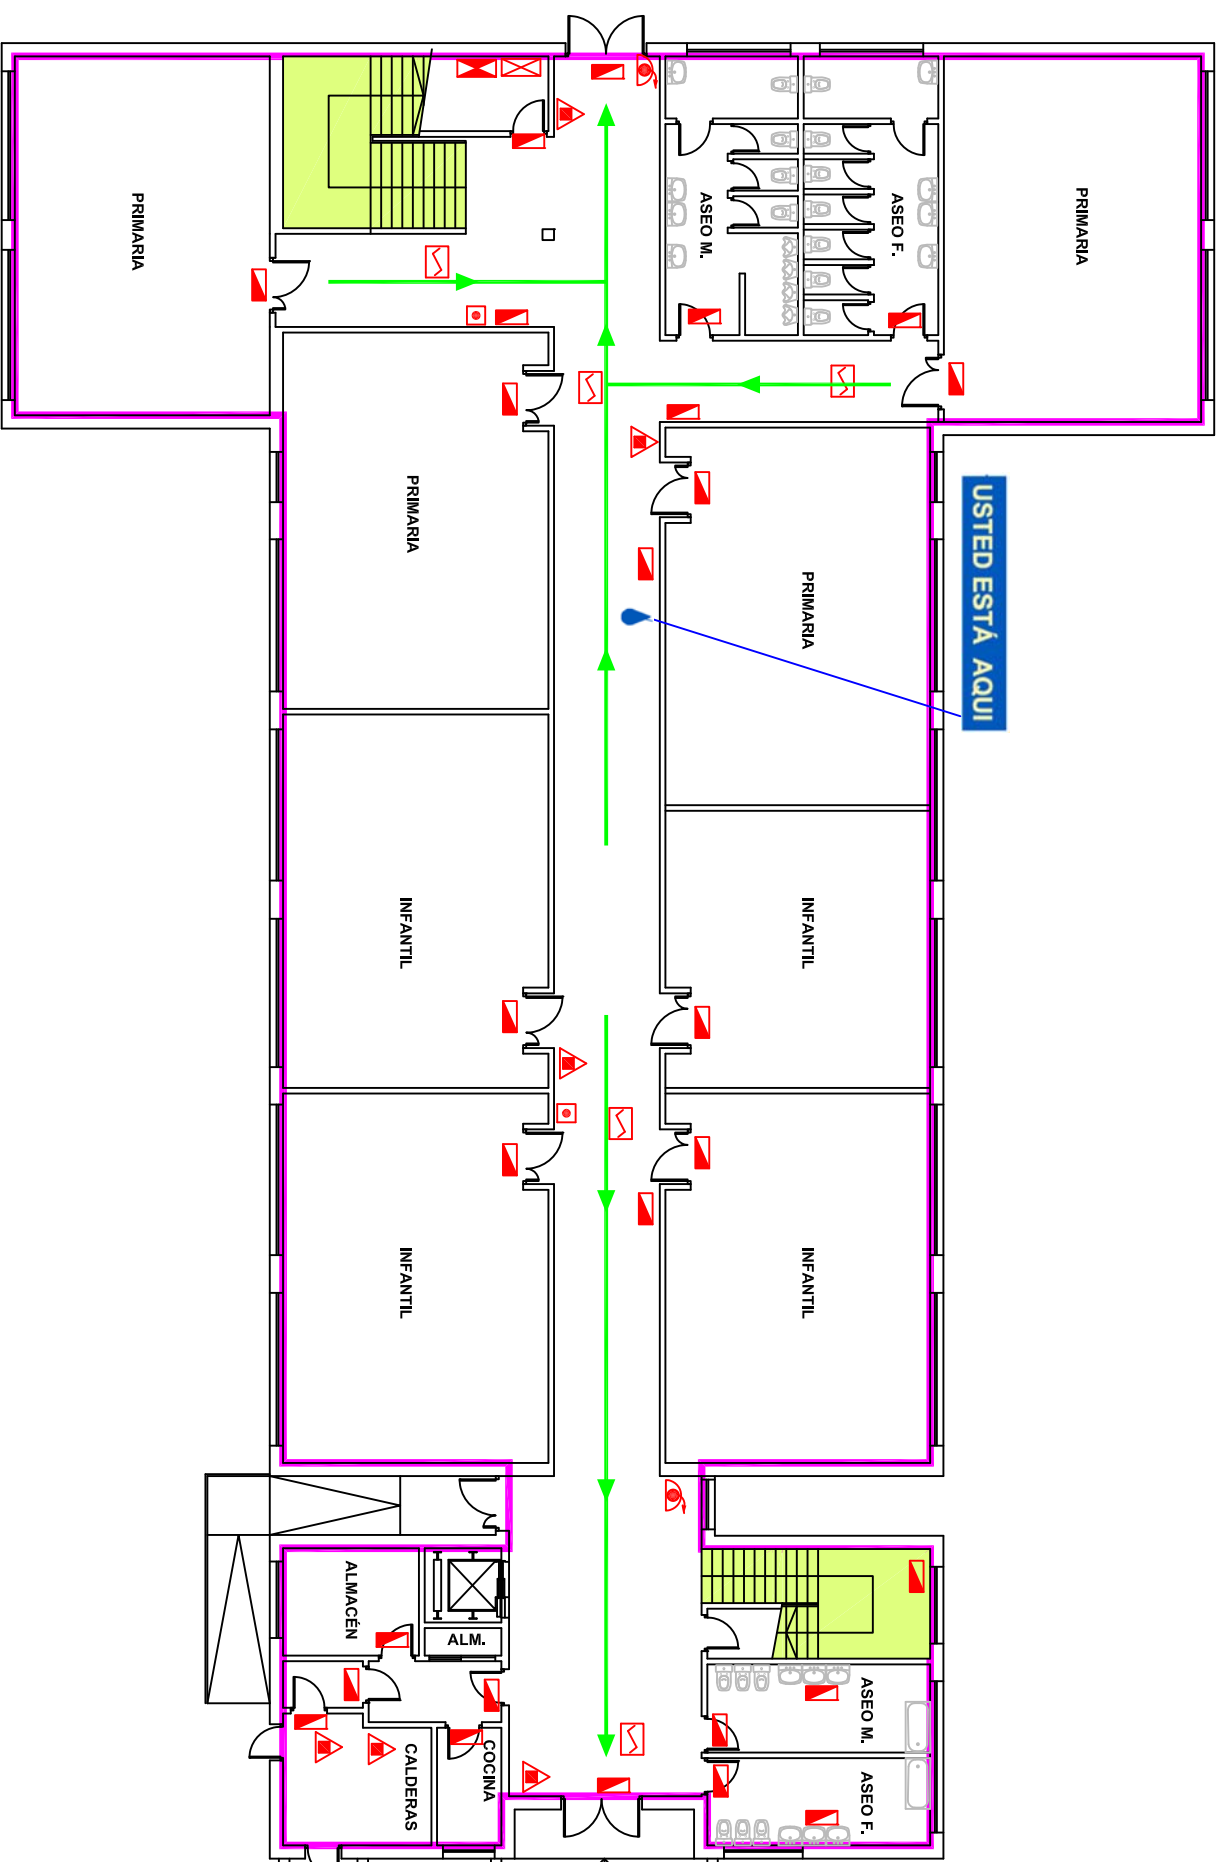 PRIMARIA
ASEO M.
ASEO F.
PRIMARIA
PRIMARIA
PRIMARIA
USTED ESTÁ AQUI
INFANTIL
INFANTIL
INFANTIL
INFANTIL
ALMACÉN
ALM.
ASEO M.
CALDERAS
COCINA
ASEO F.